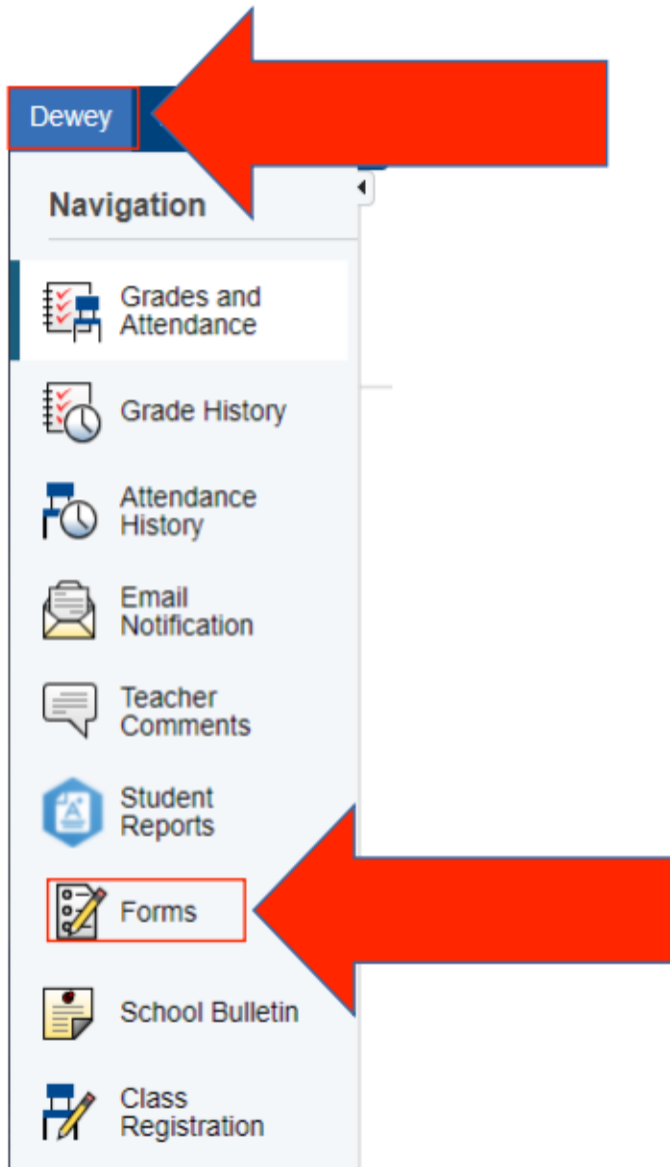 Dewey
Navigation
Grades and
Attendance
Grade History
Attendance
History
Email
Notification
Teacher
Comments
Student
Reports
Forms
School Bulletin
Class
Registration